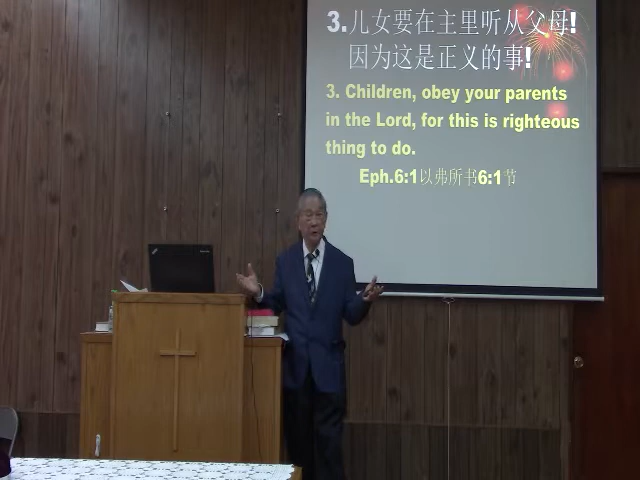 3.儿女要在主里听从父母!
因为这是正义的事!
3. Children, obey your parents
in the Lord, for this is righteous
thing to do.
Eph.6:1以弗所书6:1节